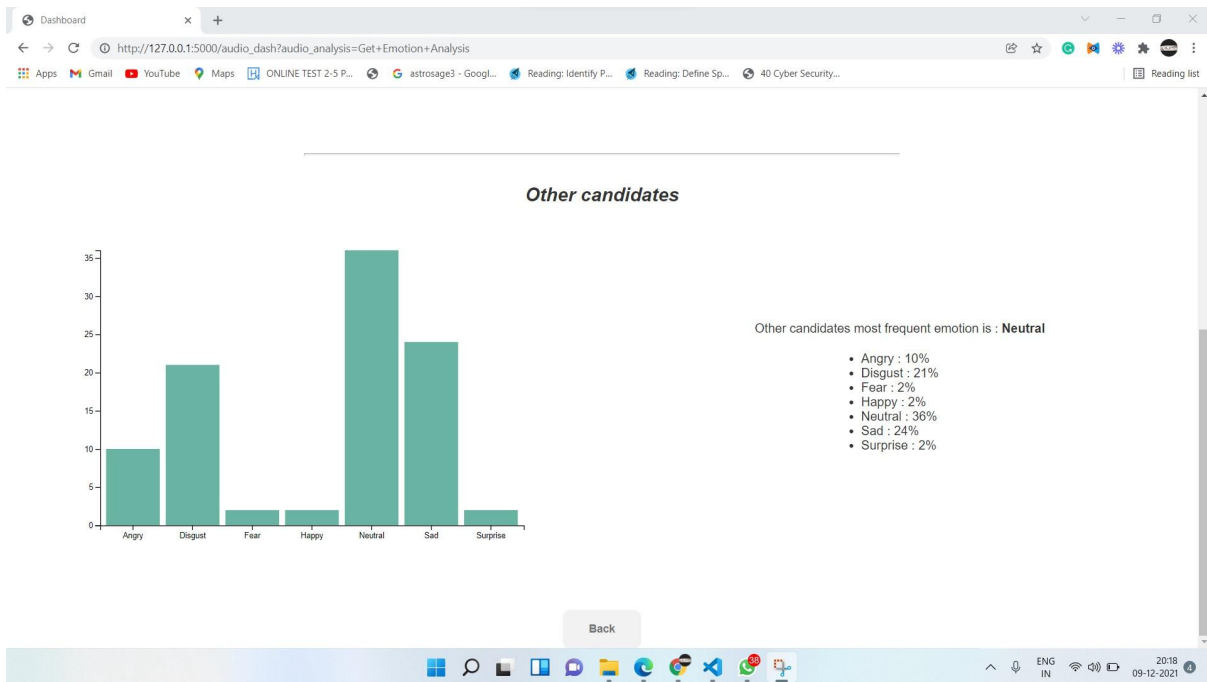 Dashboard
http://127.0.0.1:5000/audio_dash?audio_analysis=Get+Emotion+Analysis
Apps Gmail YouTube Maps ONLINE TEST 2-5 P... astrosage3 - Googl... Reading: Identify P... Reading: Define Sp... 40 Cyber Security... Reading list
Other candidates
35
30
25
20
15
10
5
0
Angry Disgust Fear Happy Neutral Sad Surprise
Other candidates most frequent emotion is : Neutral
• Angry : 10%
• Disgust : 21%
• Fear : 2%
• Happy : 2%
• Neutral : 36%
• Sad : 24%
• Surprise : 2%
Back
38
ENG
IN
20:18
09-12-2021
4